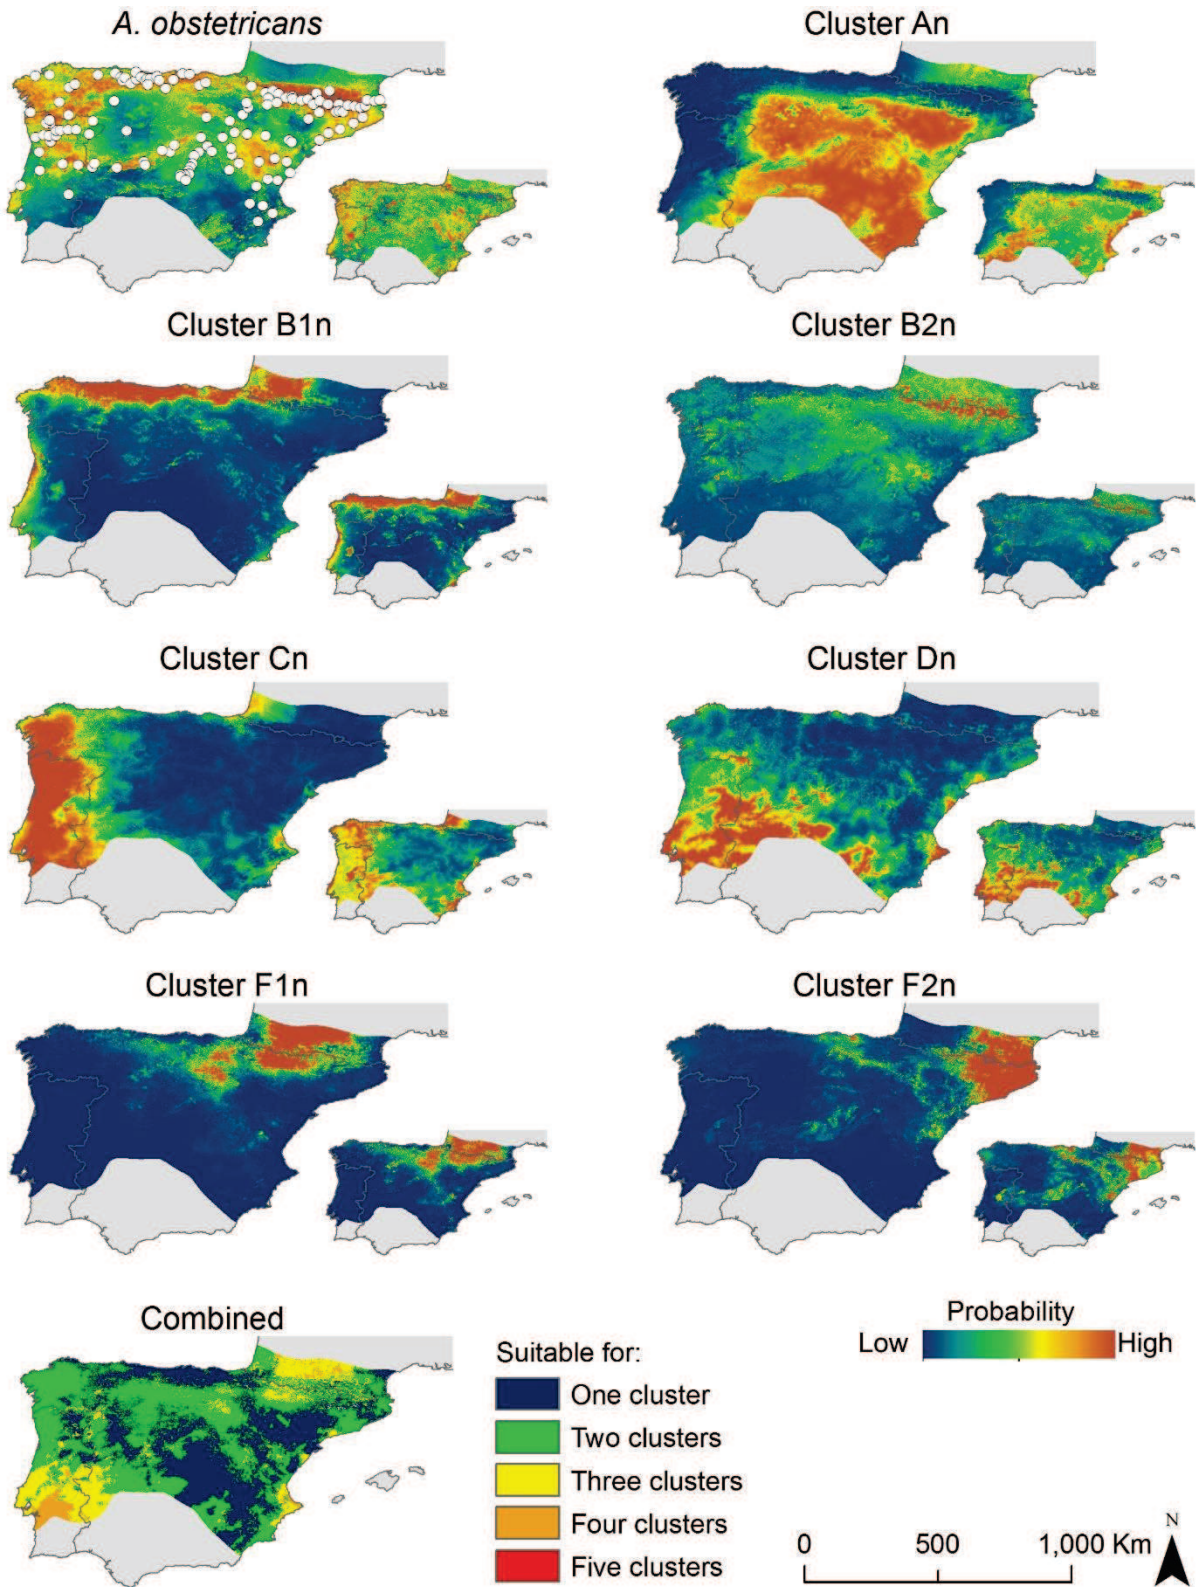 A. obstetricans
Cluster An
Cluster B1n
Cluster B2n
Cluster Cn
Cluster Dn
Cluster F1n
Cluster F2n
Combined
Probability
Low
High
Suitable for:
One cluster
Two clusters
Three clusters
Four clusters
Five clusters
N
0
500
1,000 Km